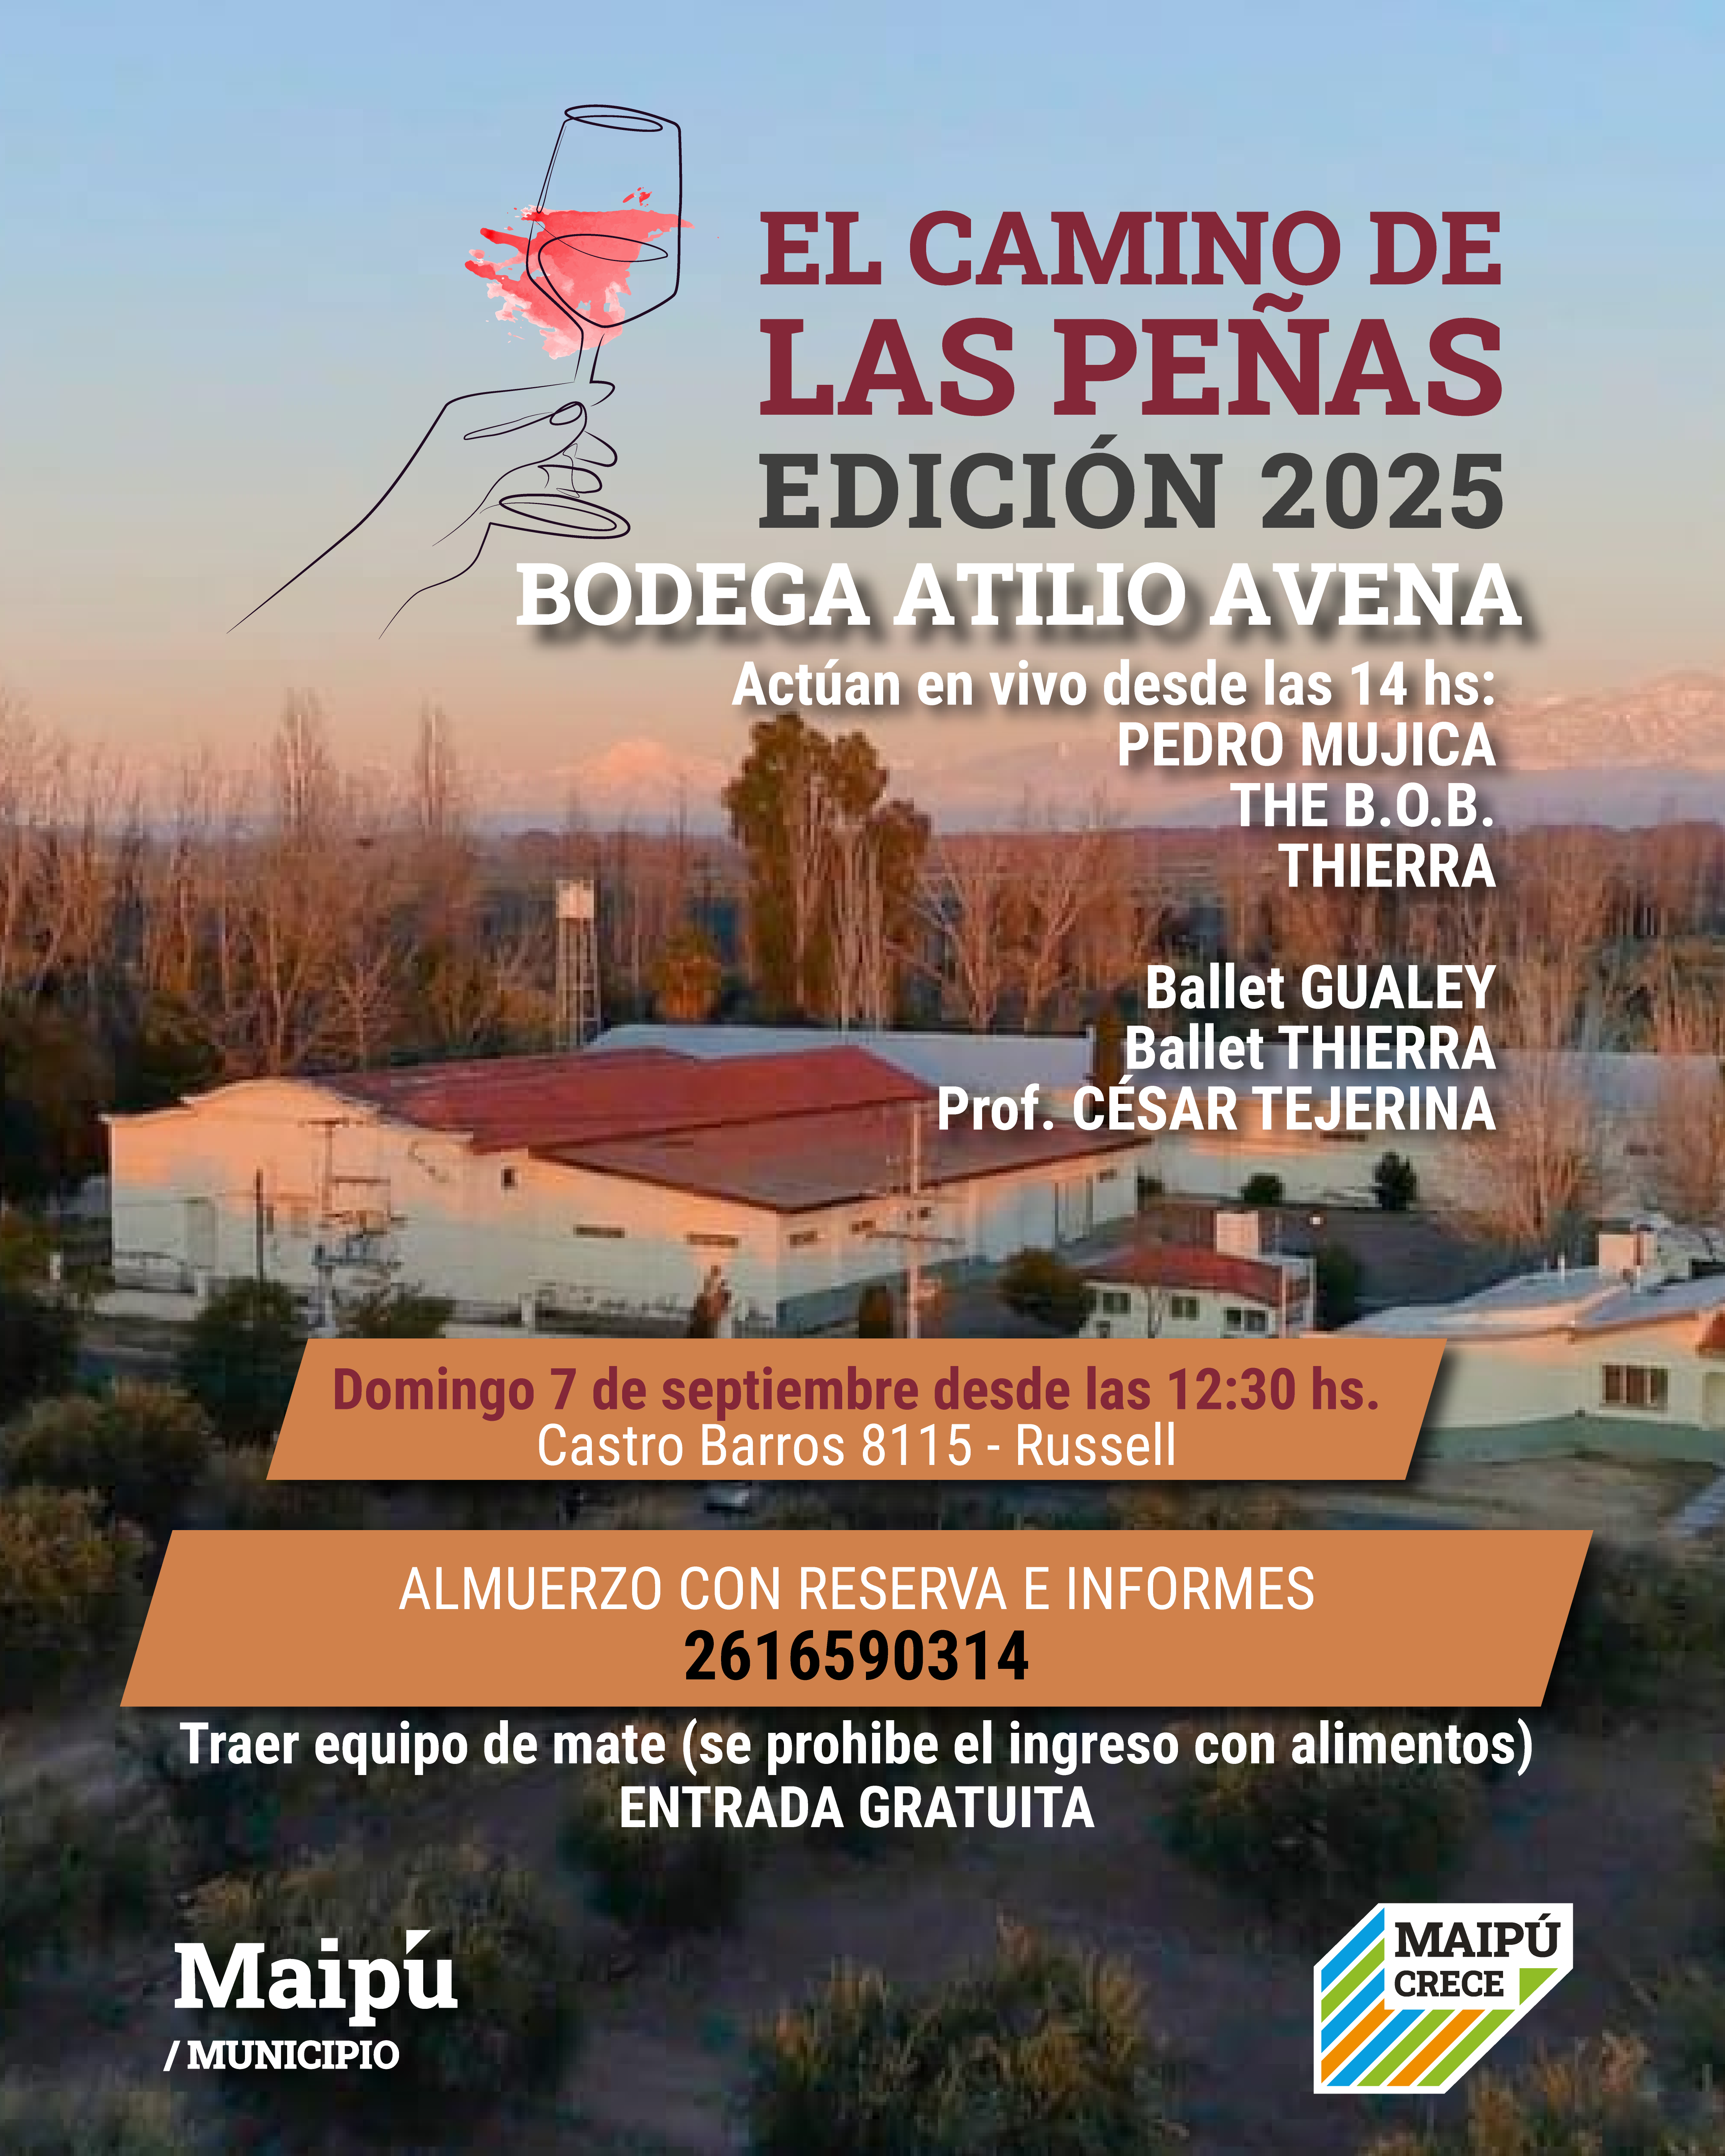 EL CAMINO DE
LAS PEÑAS
EDICIÓN 2025
BODEGA ATILIO AVENA
Actúan en vivo desde las 14 hs:
PEDRO MUJICA
THE B.O.B.
THIERRA
Ballet GUALEY
Ballet THIERRA
Prof. CÉSAR TEJERINA
Domingo 7 de septiembre desde las 12:30 hs.
Castro Barros 8115 - Russell
ALMUERZO CON RESERVA E INFORMES
2616590314
Traer equipo de mate (se prohibe el ingreso con alimentos)
ENTRADA GRATUITA
Maipú
/ MUNICIPIO
MAIPÚ
CRECE